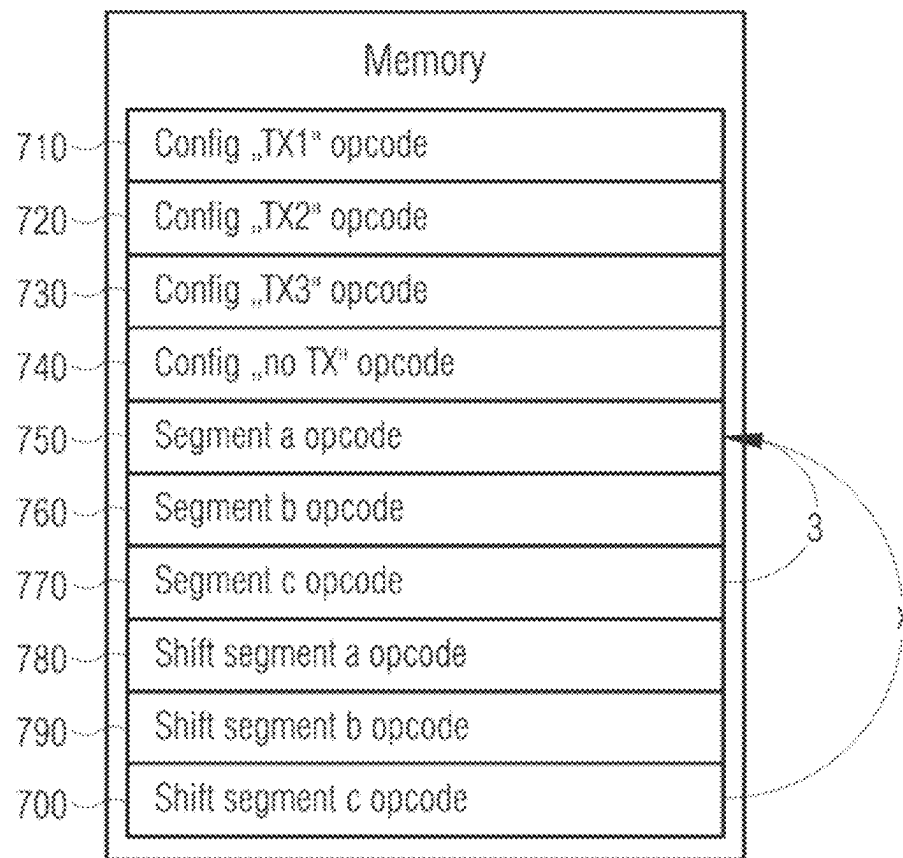 Memory
710 Config „TX1“ opcode
720 Config „TX2“ opcode
730 Config „TX3“ opcode
740 Config „no TX“ opcode
750 Segment a opcode
760 Segment b opcode
3
770 Segment c opcode
780 Shift segment a opcode
790 Shift segment b opcode
700 Shift segment c opcode